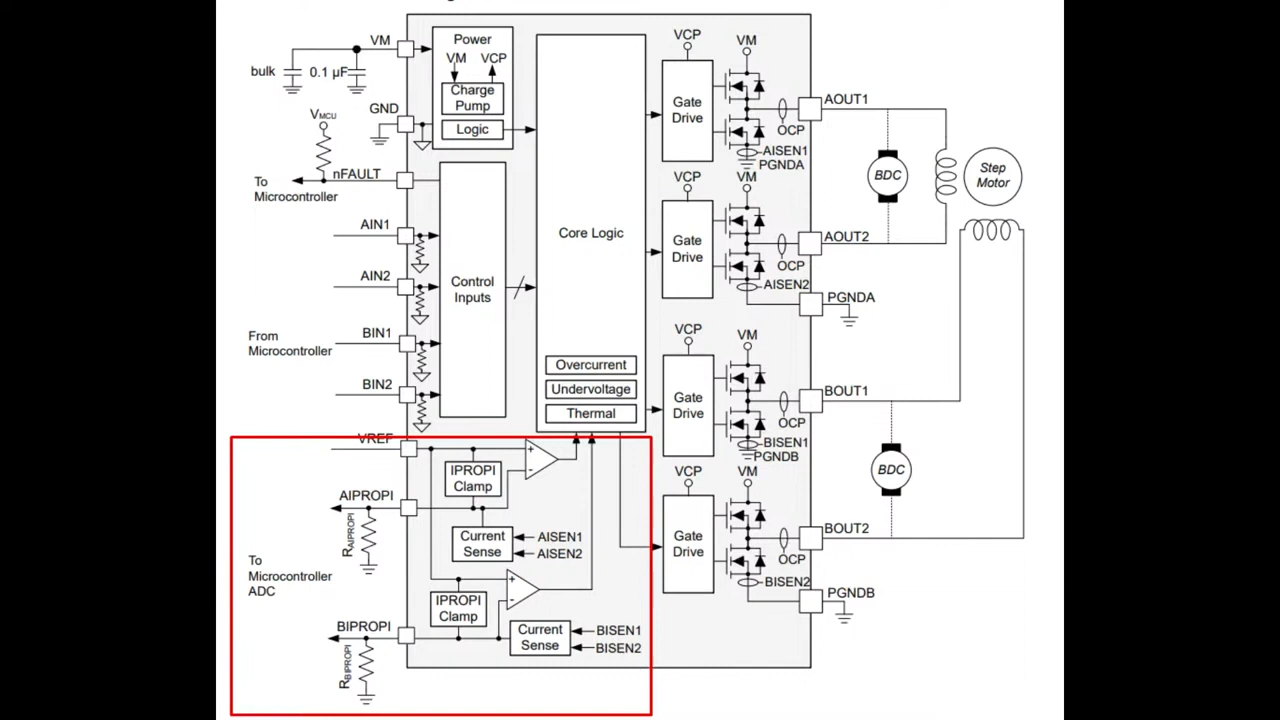 VM
bulk
0.1 µF
Power
VM
VCP
Charge
Pump
Logic
GND
VMCU
nFAULT
To
Microcontroller
AIN1
AIN2
Control
Inputs
From
Microcontroller
BIN1
BIN2
Core Logic
Overcurrent
Undervoltage
Thermal
VCP
VM
Gate
Drive
AOUT1
OCP
AISEN1
PGNDA
VCP
VM
Gate
Drive
AOUT2
OCP
AISEN2
PGNDA
BDC
Step
Motor
VCP
VM
Gate
Drive
BOUT1
OCP
BISEN1
PGNDB
VCP
VM
Gate
Drive
BOUT2
OCP
BISEN2
PGNDB
BDC
VREF
IPROPI
Clamp
AIPROPI
RAIPROPI
Current
Sense
AISEN1
AISEN2
To
Microcontroller
ADC
IPROPI
Clamp
BIPROPI
RBIPROPI
Current
Sense
BISEN1
BISEN2